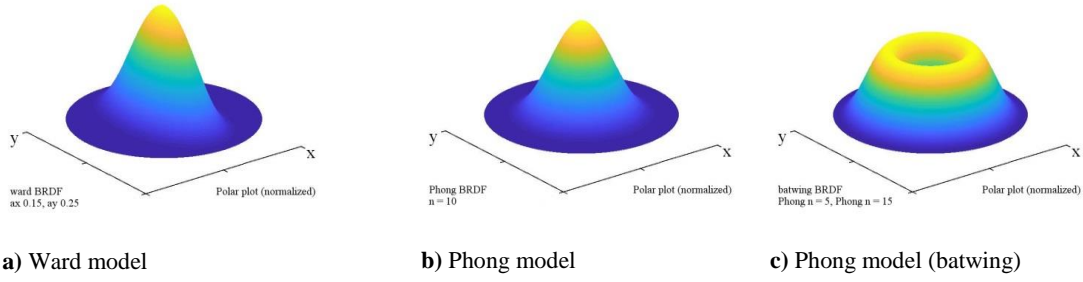 y
x
ward BRDF
ax 0.15, ay 0.25
Polar plot (normalized)
y
x
Phong BRDF
n = 10
Polar plot (normalized)
y
x
batwing BRDF
Phong n = 5, Phong n = 15
Polar plot (normalized)
a) Ward model
b) Phong model
c) Phong model (batwing)